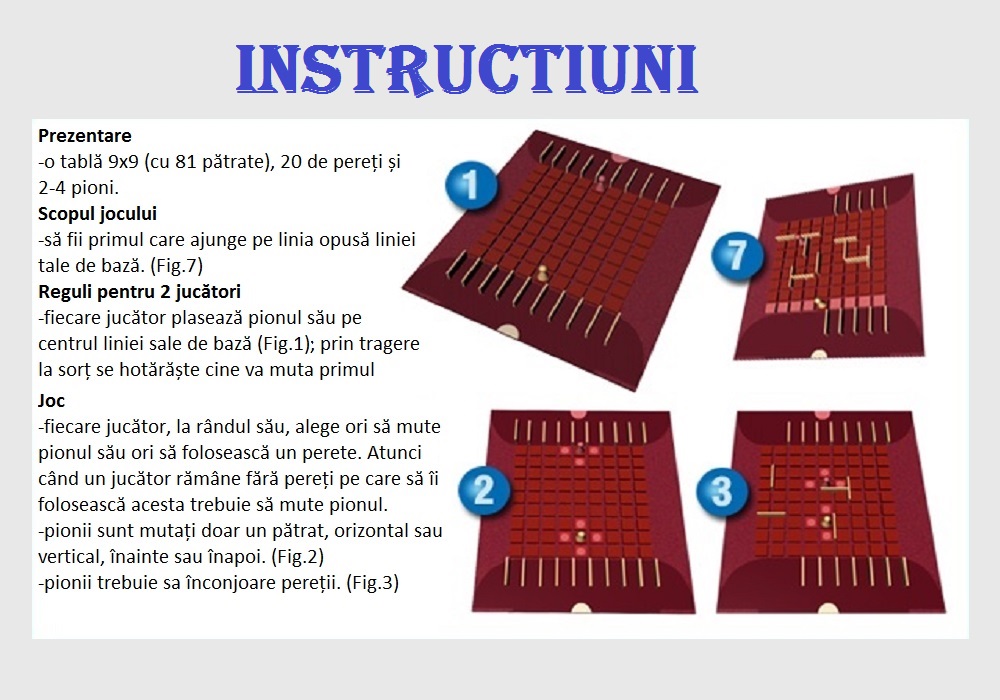 INSTRUCTIUNI
Prezentare
-o tablă 9x9 (cu 81 pătrate), 20 de pereți și
2-4 pioni.
Scopul jocului
-să fii primul care ajunge pe linia opusă liniei
tale de bază. (Fig.7)
Reguli pentru 2 jucători
-fiecare jucător plasează pionul său pe
centrul liniei sale de bază (Fig.1); prin tragere
la sorț se hotărăște cine va muta primul
Joc
-fiecare jucător, la rândul său, alege ori să mute
pionul său ori să folosească un perete. Atunci
când un jucător rămâne fără pereți pe care să îi
folosească acesta trebuie să mute pionul.
-pionii sunt mutați doar un pătrat, orizontal sau
vertical, înainte sau înapoi. (Fig.2)
-pionii trebuie sa înconjoare pereții. (Fig.3)
1
7
2
3